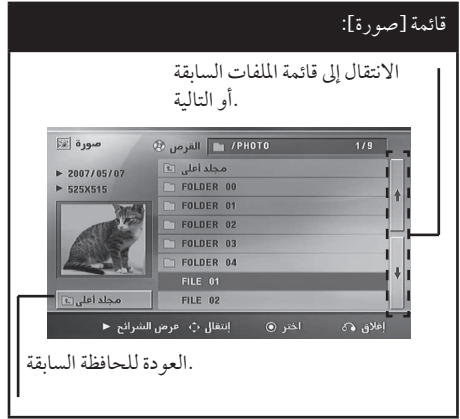 قائمة [صورة]:
الانتقال إلى قائمة الملفات السابقة
أو التالية.
صورة
القرص /PHOTO 1/9
2007/05/07
525X515
مجلد أعلى
FOLDER 00
FOLDER 01
FOLDER 02
FOLDER 03
FOLDER 04
FILE 01
FILE 02
مجلد أعلى
إغلاق اختر إنتقال عرض الشرائح
العودة للحافظة السابقة.